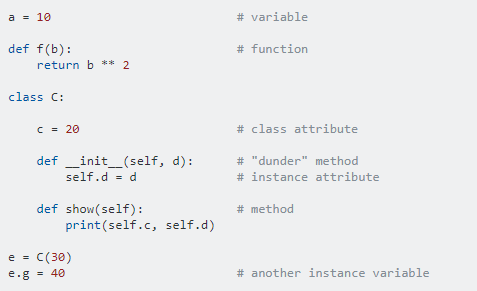 a = 10                          # variable
def f(b):                       # function
    return b ** 2
class C:
    c = 20                      # class attribute
    def __init__(self, d):      # "dunder" method
        self.d = d              # instance attribute
    def show(self):             # method
        print(self.c, self.d)
e = C(30)
e.g = 40                        # another instance variable